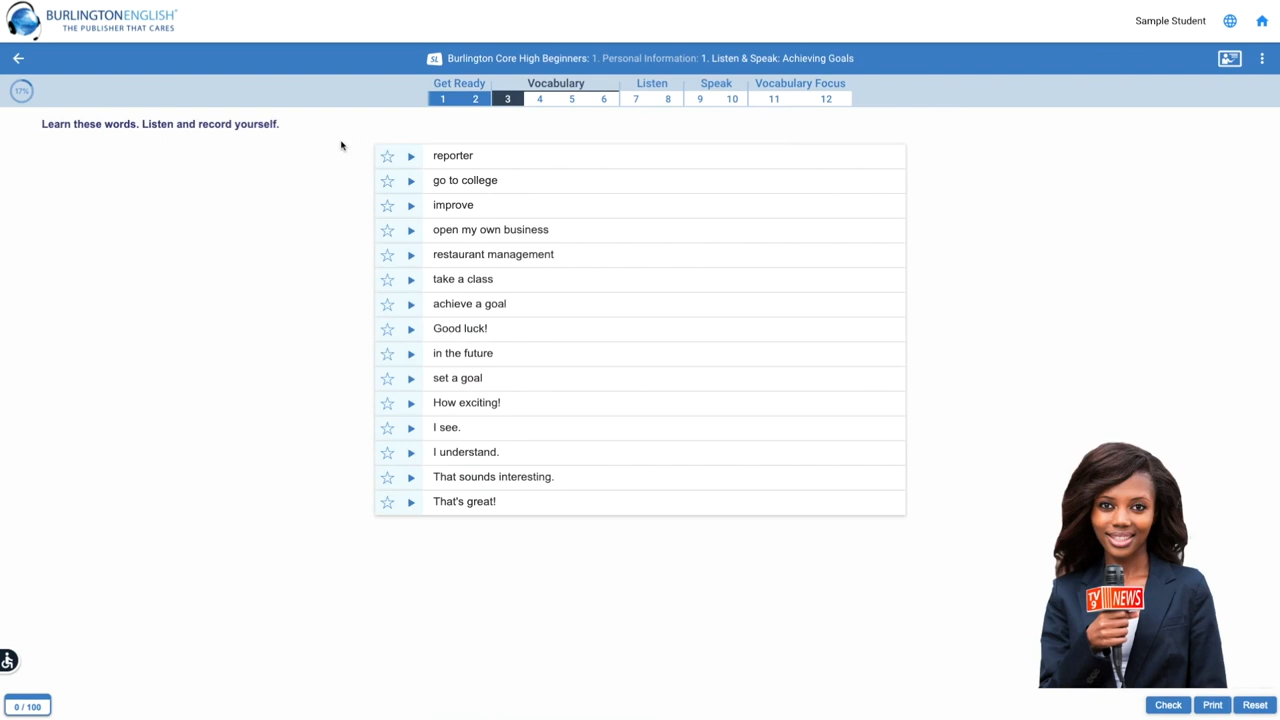 BURLINGTONENGLISH®
THE PUBLISHER THAT CARES
Sample Student
SL Burlington Core High Beginners: 1. Personal Information: 1. Listen & Speak: Achieving Goals
17%
Get Ready Vocabulary Listen Speak Vocabulary Focus
1 2 3 4 5 6 7 8 9 10 11 12
Learn these words. Listen and record yourself.
reporter
go to college
improve
open my own business
restaurant management
take a class
achieve a goal
Good luck!
in the future
set a goal
How exciting!
I see.
I understand.
That sounds interesting.
That's great!
TV 9 NEWS
0 / 100
Check Print Reset